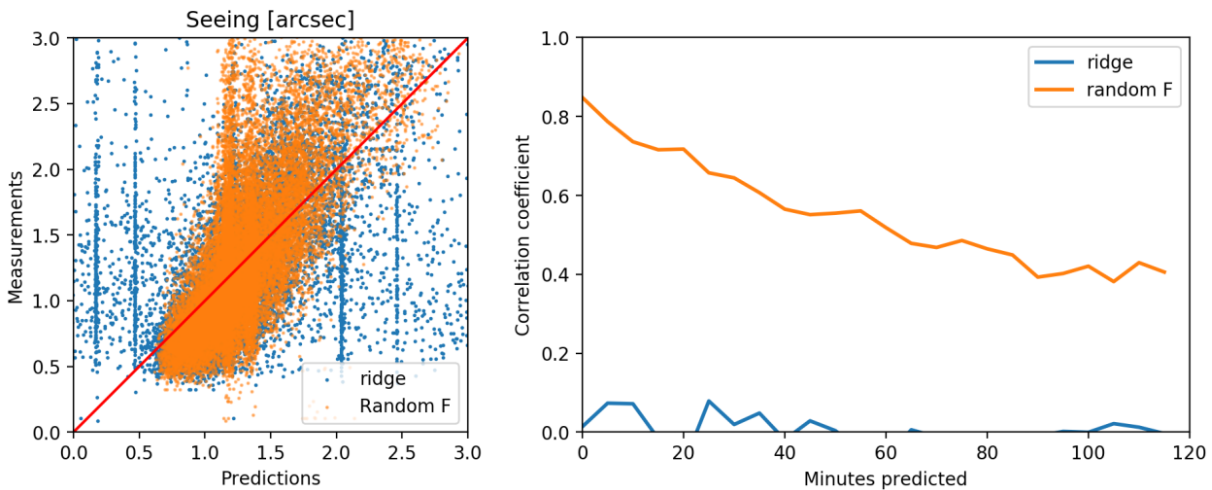 Seeing [arcsec]
3.0
2.5
2.0
1.5
1.0
0.5
0.0
Measurements
0.0 0.5 1.0 1.5 2.0 2.5 3.0
Predictions
ridge
Random F
1.0
0.8
0.6
0.4
0.2
0.0
Correlation coefficient
0 20 40 60 80 100 120
Minutes predicted
ridge
random F